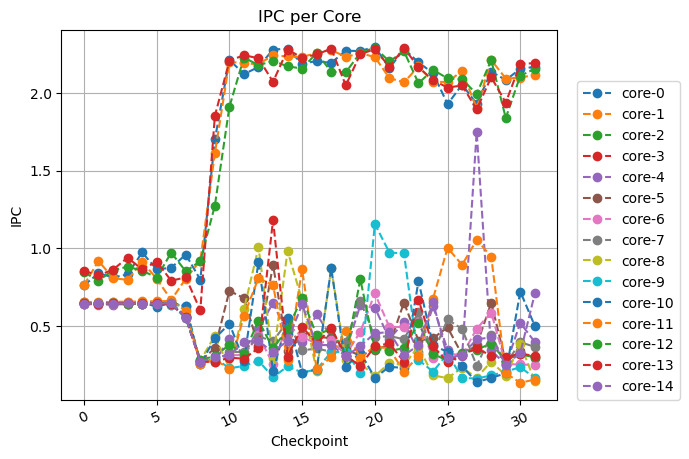 IPC per Core
IPC
2.0
1.5
1.0
0.5
0
5
10
15
20
25
30
Checkpoint
core-0
core-1
core-2
core-3
core-4
core-5
core-6
core-7
core-8
core-9
core-10
core-11
core-12
core-13
core-14